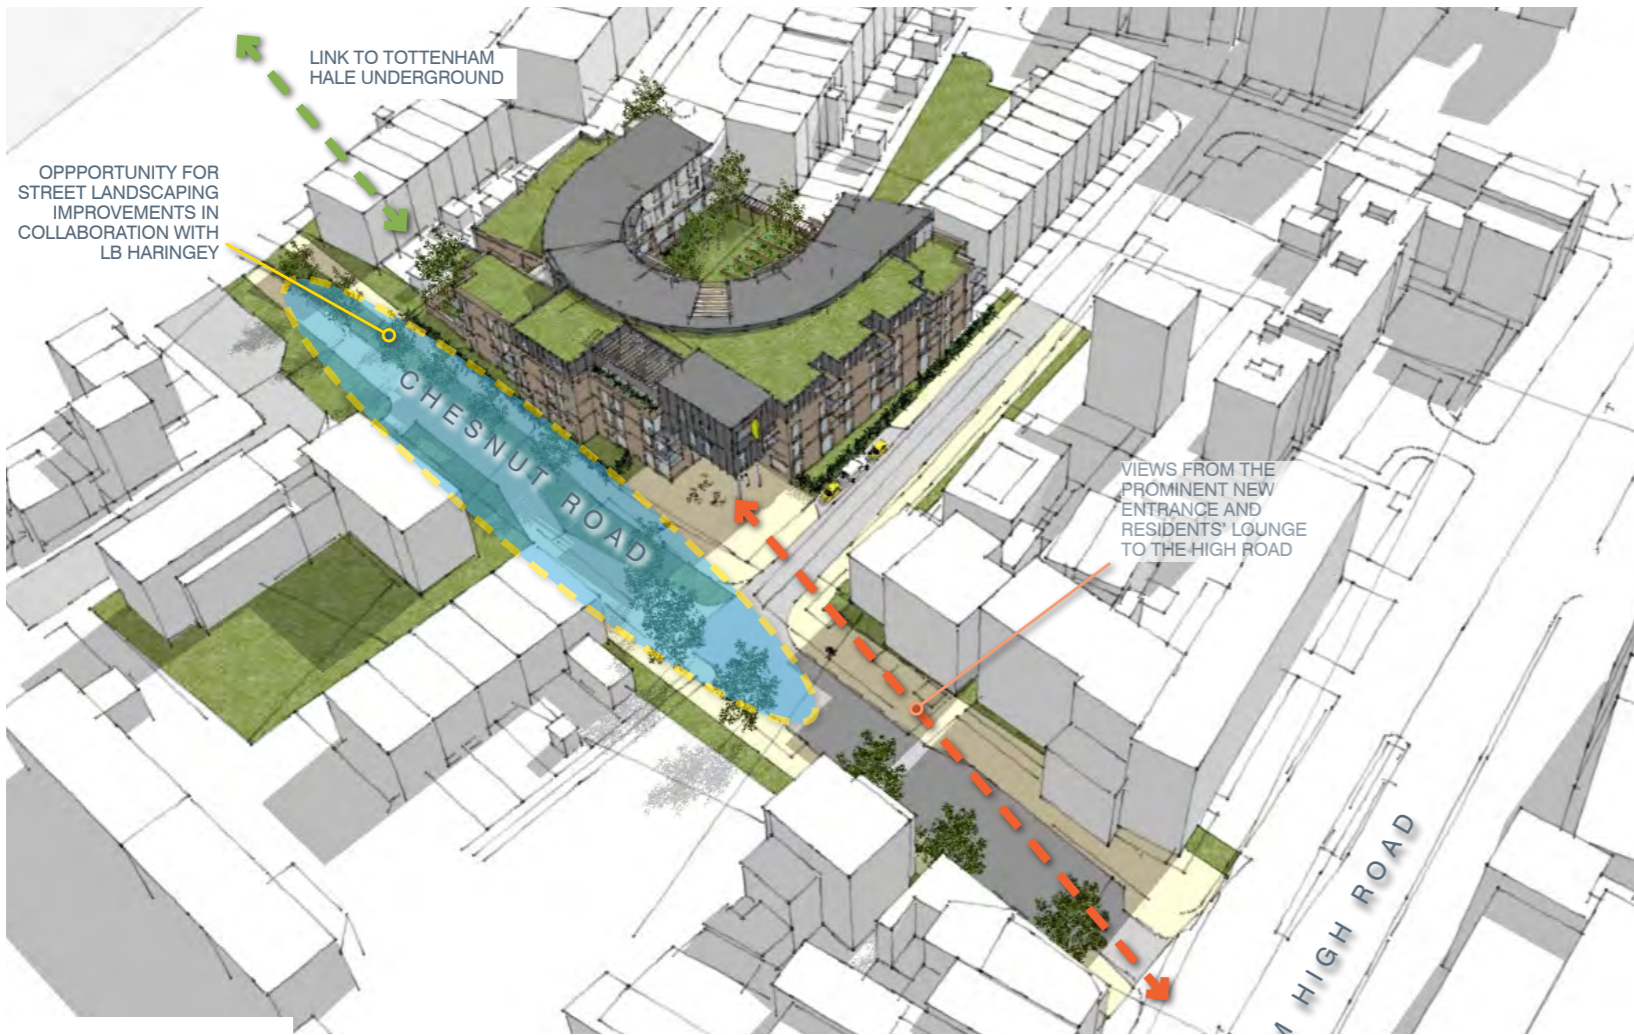 LINK TO TOTTENHAM
HALE UNDERGROUND
OPPPORTUNITY FOR
STREET LANDSCAPING
IMPROVEMENTS IN
COLLABORATION WITH
LB HARINGEY
CHESNUT ROAD
VIEWS FROM THE
PROMINENT NEW
ENTRANCE AND
RESIDENTS' LOUNGE
TO THE HIGH ROAD
M HIGH ROAD